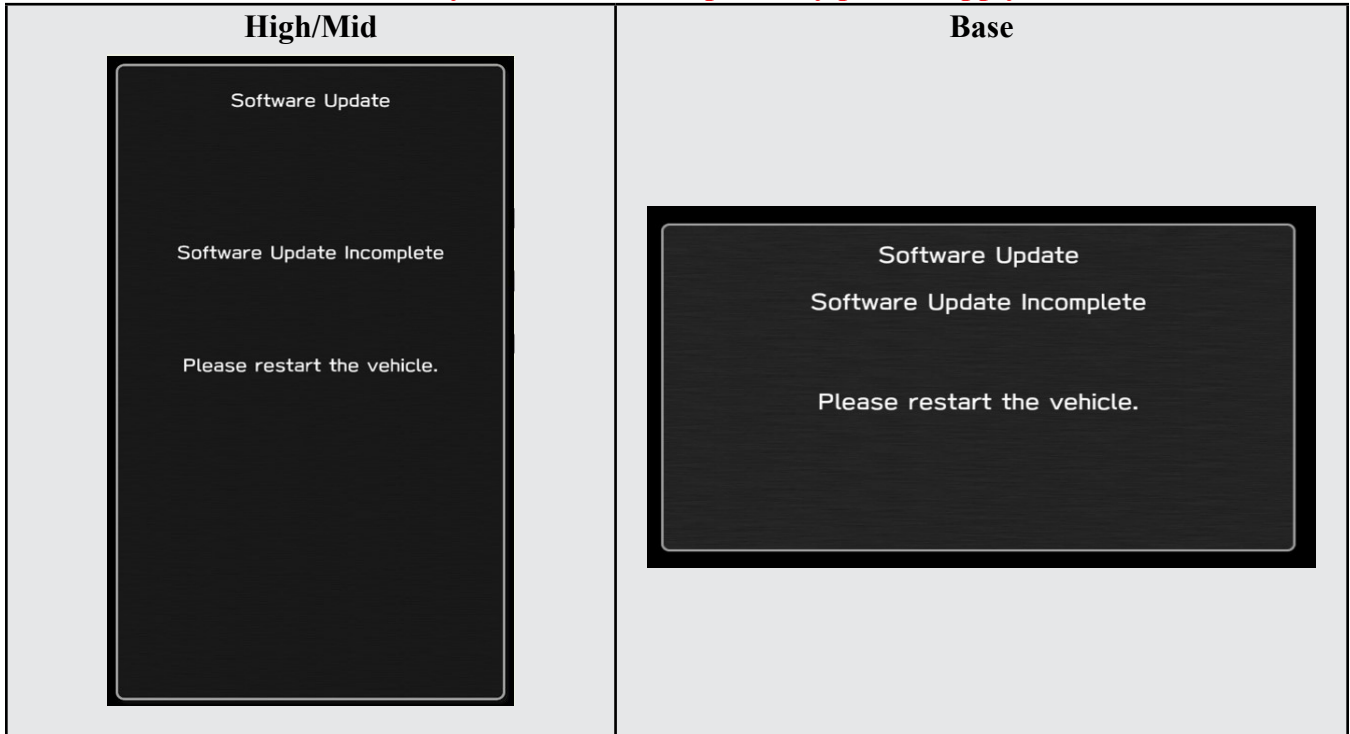 High/Mid
Base
Software Update
Software Update Incomplete
Please restart the vehicle.
Software Update
Software Update Incomplete
Please restart the vehicle.